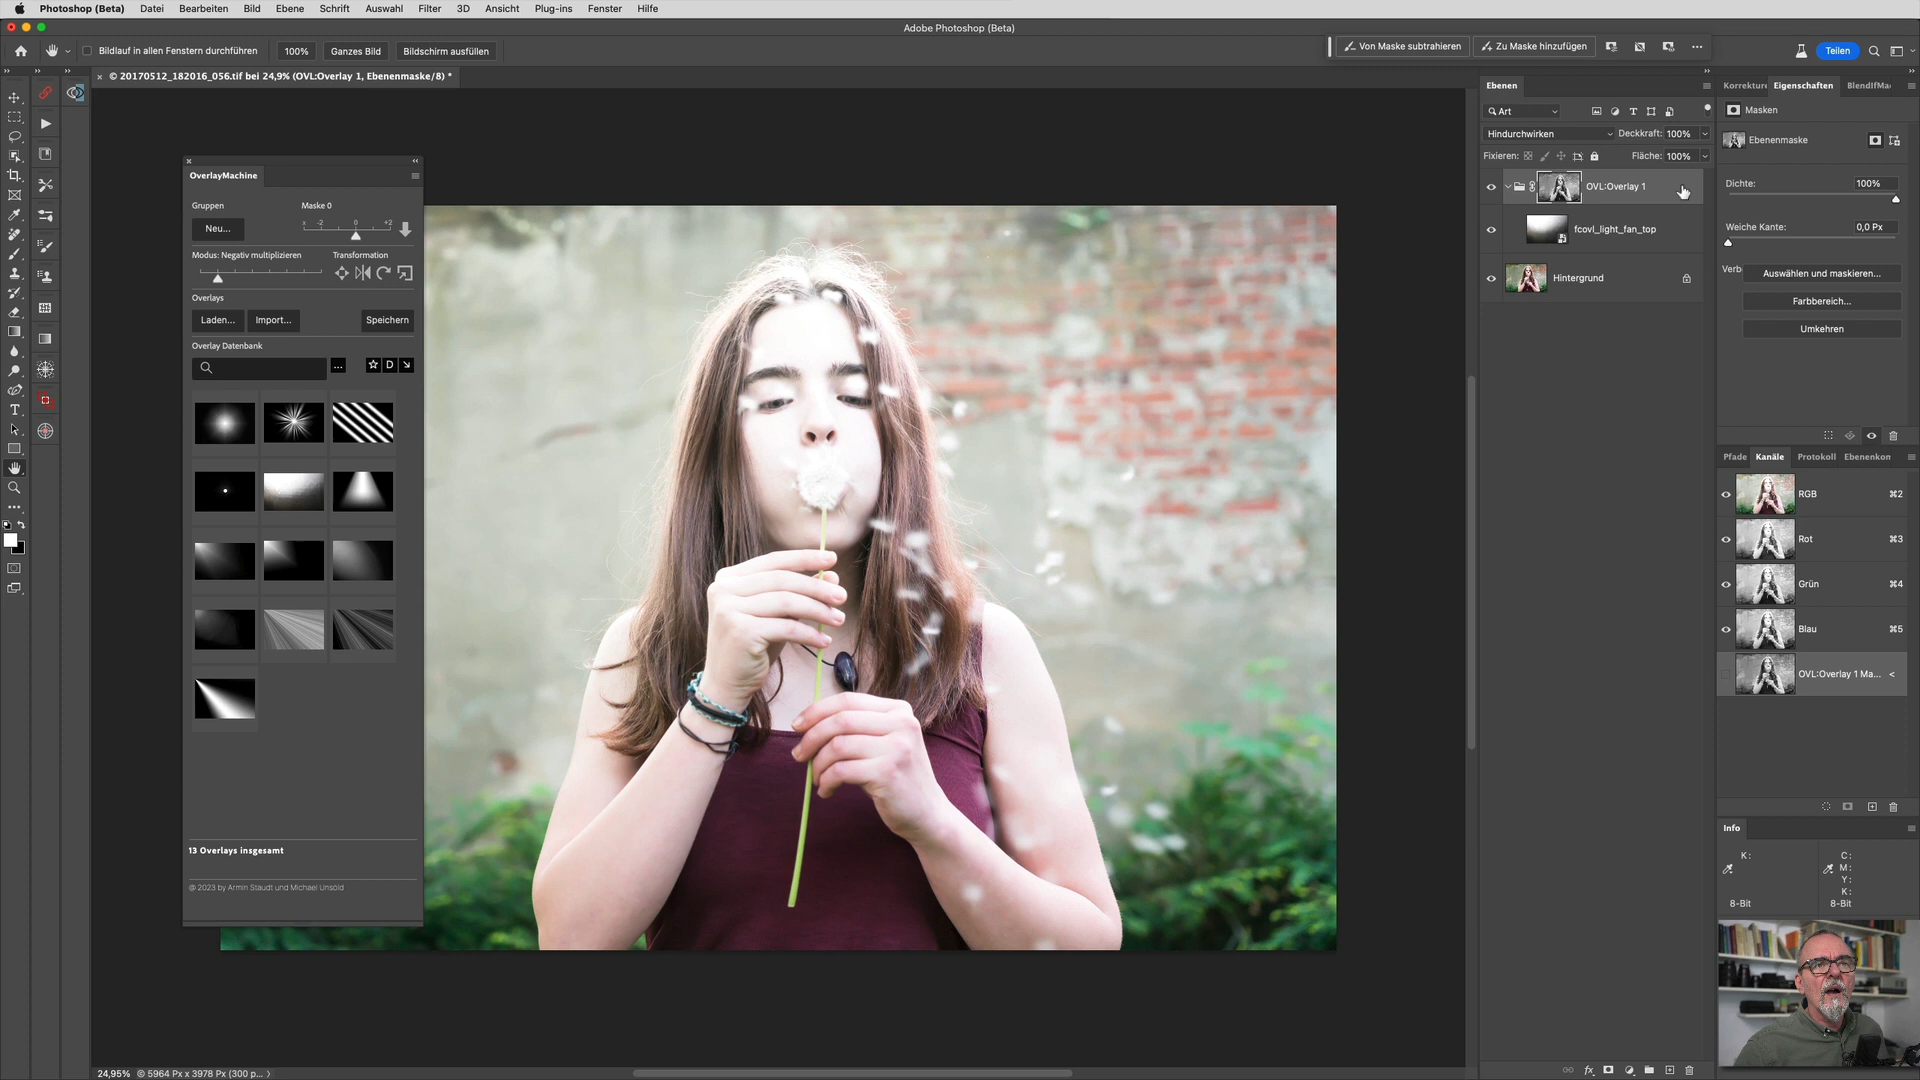 Photoshop (Beta) Datei Bearbeiten Bild Ebene Schrift Auswahl Filter 3D Ansicht Plug-ins Fenster Hilfe
Adobe Photoshop (Beta)
Bildlauf in allen Fenstern durchführen 100% Ganzes Bild Bildschirm ausfüllen
Von Maske subtrahieren Zu Maske hinzufügen ... Teilen
© 20170512_182016_056.tif bei 24,9% (OVL:Overlay 1, Ebenenmaske/8) *
OverlayMachine
Gruppen Maske 0
Neu... x -2 0 +2
Modus: Negativ multiplizieren Transformation
Overlays
Laden... Import... Speichern
Overlay Datenbank
... D
13 Overlays insgesamt
@ 2023 by Armin Staudt und Michael Unsöld
24,95% © 5964 Px x 3978 Px (300 p...
Ebenen
Art
Hindurchwirken Deckkraft: 100%
Fixieren: Fläche: 100%
OVL:Overlay 1
fcovl_light_fan_top
Hintergrund
fx
Korrekture Eigenschaften BlendIfMa
Masken
Ebenenmaske
Dichte: 100%
Weiche Kante: 0,0 Px
Verb Auswählen und maskieren...
Farbbereich...
Umkehren
Pfade Kanäle Protokoll Ebenenkon
RGB ⌘2
Rot ⌘3
Grün ⌘4
Blau ⌘5
OVL:Overlay 1 Ma... <
Info
K: C:
M:
Y:
K:
8-Bit 8-Bit